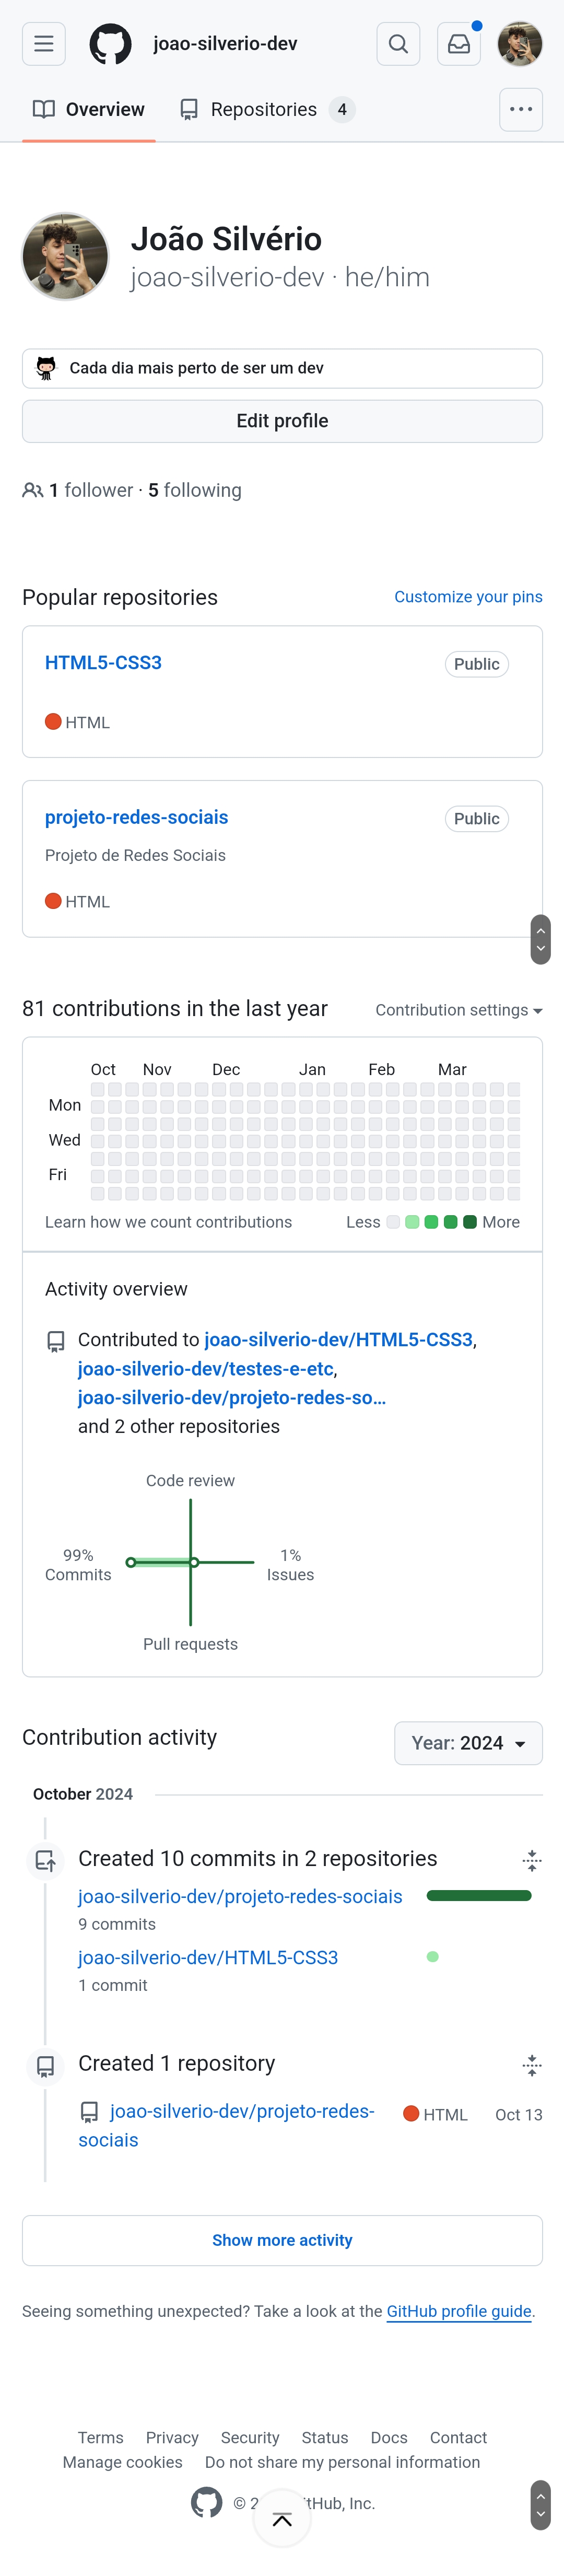 joao-silverio-dev
Overview
Repositories 4
João Silvério
joao-silverio-dev · he/him
Cada dia mais perto de ser um dev
Edit profile
1 follower · 5 following
Popular repositories
Customize your pins
HTML5-CSS3
Public
HTML
projeto-redes-sociais
Public
Projeto de Redes Sociais
HTML
81 contributions in the last year
Contribution settings
Oct Nov Dec Jan Feb Mar
Mon
Wed
Fri
Learn how we count contributions
Less More
Activity overview
Contributed to joao-silverio-dev/HTML5-CSS3,
joao-silverio-dev/testes-e-etc,
joao-silverio-dev/projeto-redes-so…
and 2 other repositories
Code review
99%
Commits
1%
Issues
Pull requests
Contribution activity
Year: 2024
October 2024
Created 10 commits in 2 repositories
joao-silverio-dev/projeto-redes-sociais
9 commits
joao-silverio-dev/HTML5-CSS3
1 commit
Created 1 repository
joao-silverio-dev/projeto-redes-
sociais
HTML
Oct 13
Show more activity
Seeing something unexpected? Take a look at the GitHub profile guide.
Terms Privacy Security Status Docs Contact
Manage cookies Do not share my personal information
© Inc.